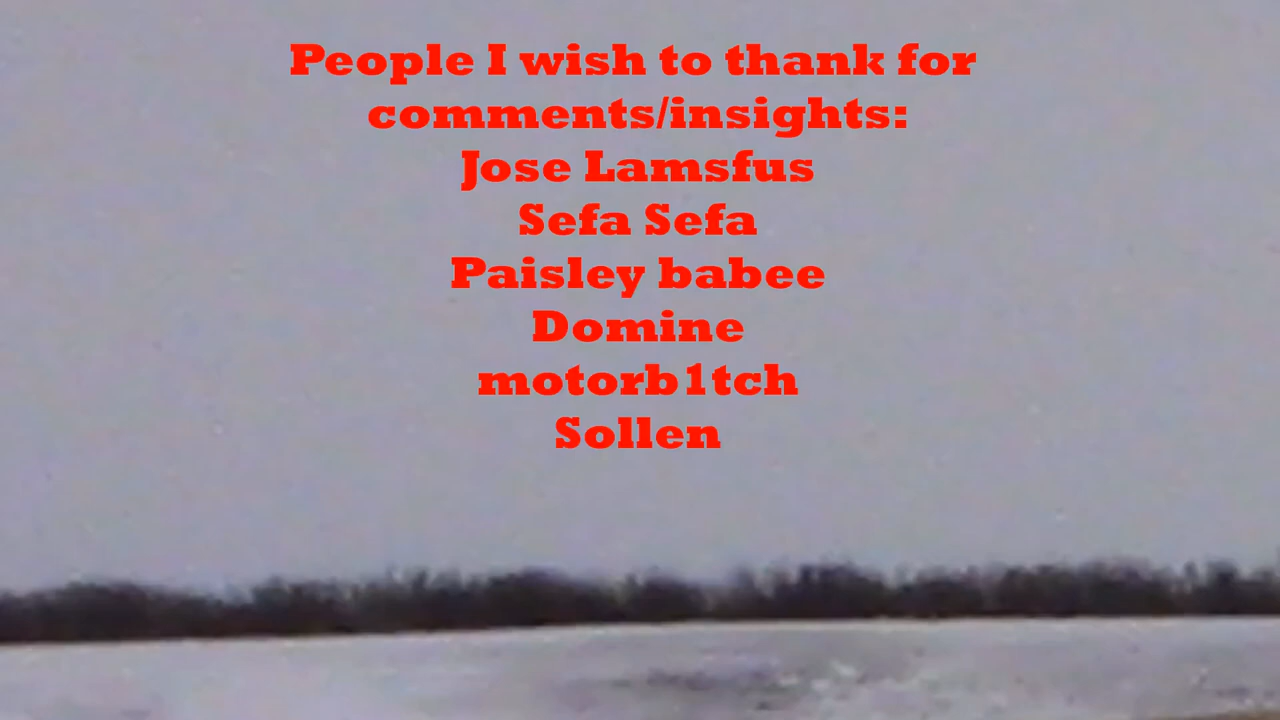 People I wish to thank for
comments/insights:
Jose Lamsfus
Sefa Sefa
Paisley babee
Domine
motorb1tch
Sollen